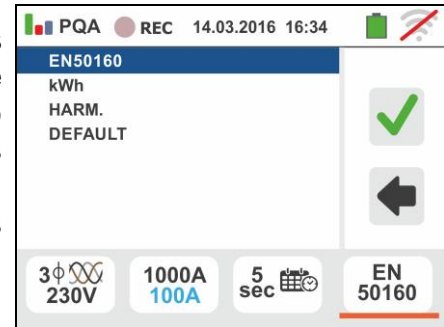 PQA REC 14.03.2016 16:34
EN50160
kWh
HARM.
DEFAULT
3ϕ 230V
1000A 100A
5 sec
EN 50160